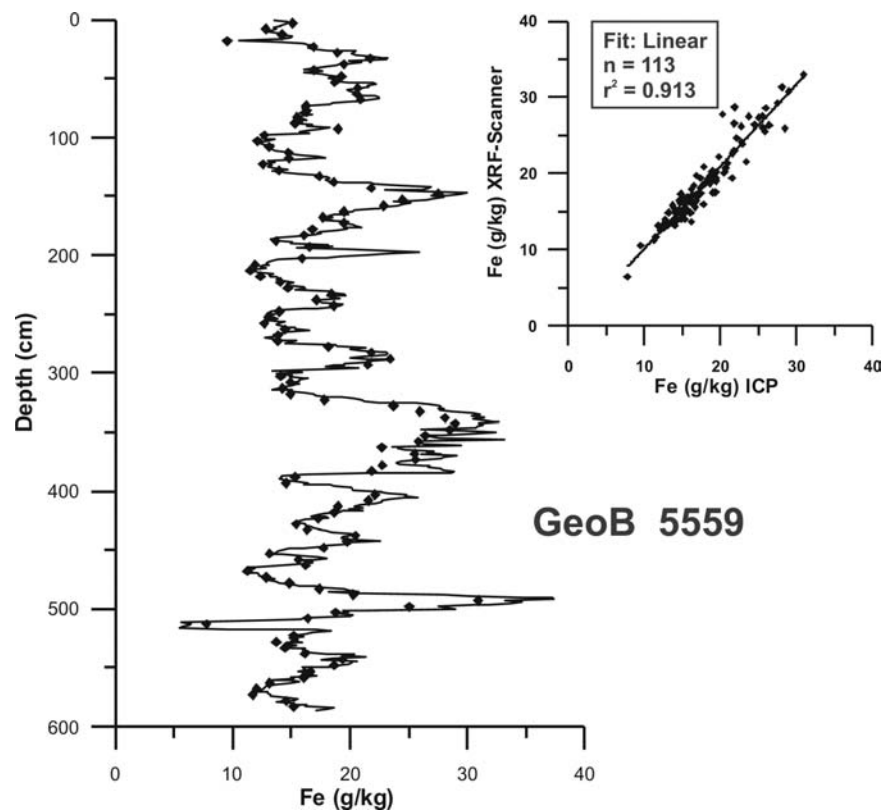 0
100
200
300
400
500
600
Depth (cm)
0
10
20
30
40
Fe (g/kg)
GeoB 5559
40
30
20
10
0
Fe (g/kg) XRF-Scanner
Fit: Linear
n = 113
r² = 0.913
0
10
20
30
40
Fe (g/kg) ICP